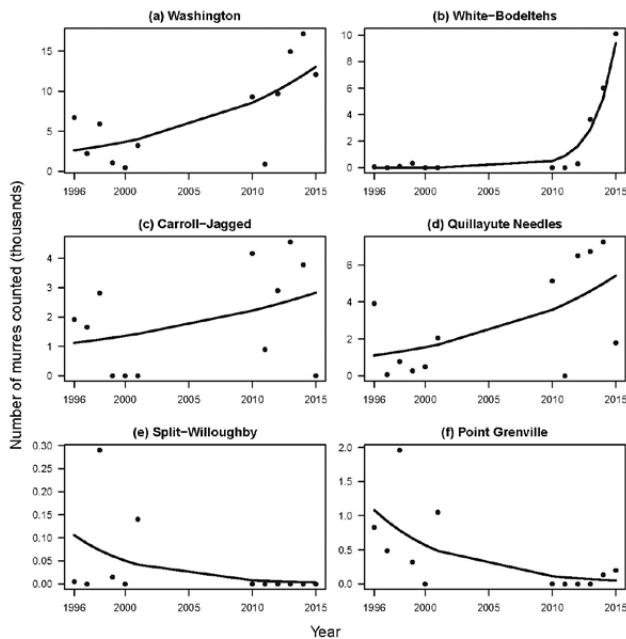 (a) Washington
(b) White-Bodeltehs
15
10
5
0
10
8
6
4
2
0
1996 2000 2005 2010 2015
1996 2000 2005 2010 2015
(c) Carroll-Jagged
(d) Quillayute Needles
4
3
2
1
0
6
4
2
0
1996 2000 2005 2010 2015
1996 2000 2005 2010 2015
(e) Split-Willoughby
(f) Point Grenville
0.30
0.25
0.20
0.15
0.10
0.05
0.00
2.0
1.5
1.0
0.5
0.0
1996 2000 2005 2010 2015
1996 2000 2005 2010 2015
Number of murres counted (thousands)
Year